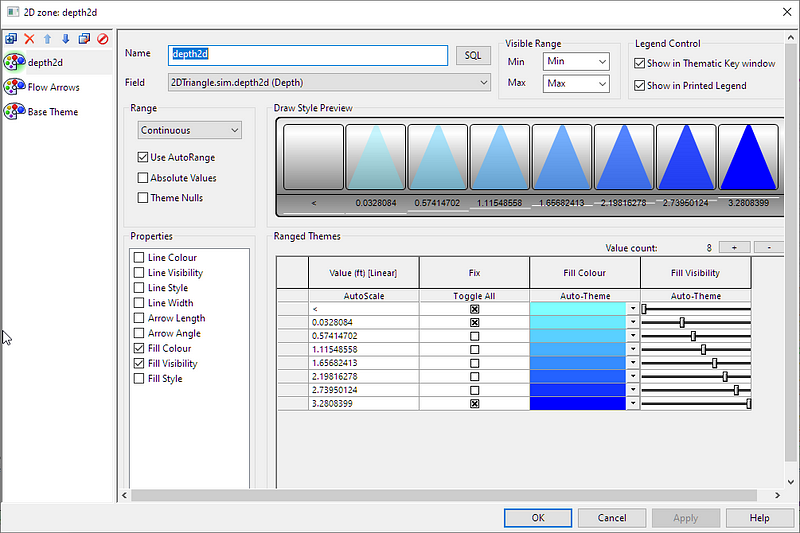 2D zone: depth2d
depth2d
Flow Arrows
Base Theme
Name
depth2d
SQL
Field
2DTriangle.sim.depth2d (Depth)
Visible Range
Min
Min
Max
Max
Legend Control
Show in Thematic Key window
Show in Printed Legend
Range
Continuous
Use AutoRange
Absolute Values
Theme Nulls
Draw Style Preview
< 0.0328084 0.57414702 1.11548558 1.65682413 2.19816278 2.73950124 3.2808399
Properties
Line Colour
Line Visibility
Line Style
Line Width
Arrow Length
Arrow Angle
Fill Colour
Fill Visibility
Fill Style
Ranged Themes
Value count: 8 + -
Value (ft) [Linear] Fix Fill Colour Fill Visibility
AutoScale Toggle All Auto-Theme Auto-Theme
<
0.0328084
0.57414702
1.11548558
1.65682413
2.19816278
2.73950124
3.2808399
OK Cancel Apply Help